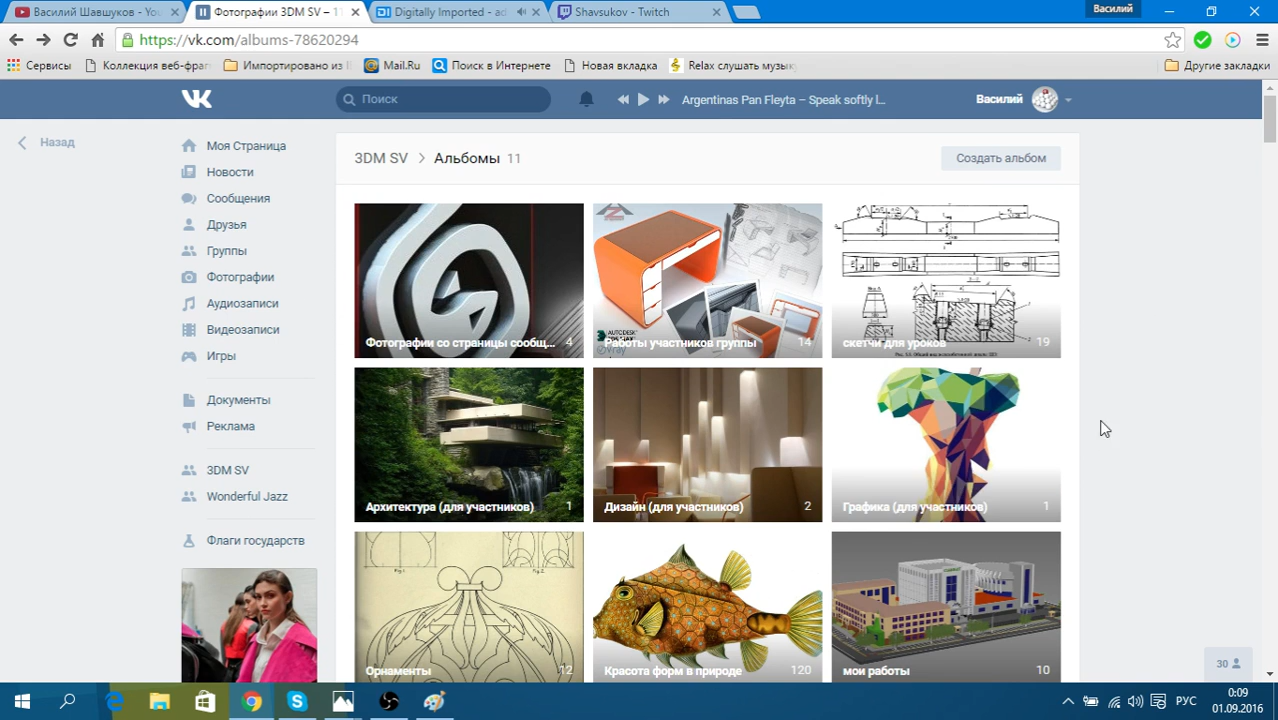 Василий Шавшуков - You
Фотографии 3DM SV – 1
Digitally Imported - ad
Shavsukov - Twitch
Василий
https://vk.com/albums-78620294
Сервисы
Коллекция веб-фраг
Импортировано из I
Mail.Ru
Поиск в Интернете
Новая вкладка
Relax слушать музык
Другие закладки
Поиск
Argentinas Pan Fleyta – Speak softly l...
Василий
Назад
Моя Страница
Новости
Сообщения
Друзья
Группы
Фотографии
Аудиозаписи
Видеозаписи
Игры
Документы
Реклама
3DM SV
Wonderful Jazz
Флаги государств
3DM SV > Альбомы 11
Создать альбом
Фотографии со страницы сообщ... 4
AUTODESK
Работы участников группы 14
скетчи для уроков 19
Архитектура (для участников) 1
Дизайн (для участников) 2
Графика (для участников) 1
Орнаменты 12
Красота форм в природе 120
мои работы 10
30
РУС
0:09
01.09.2016